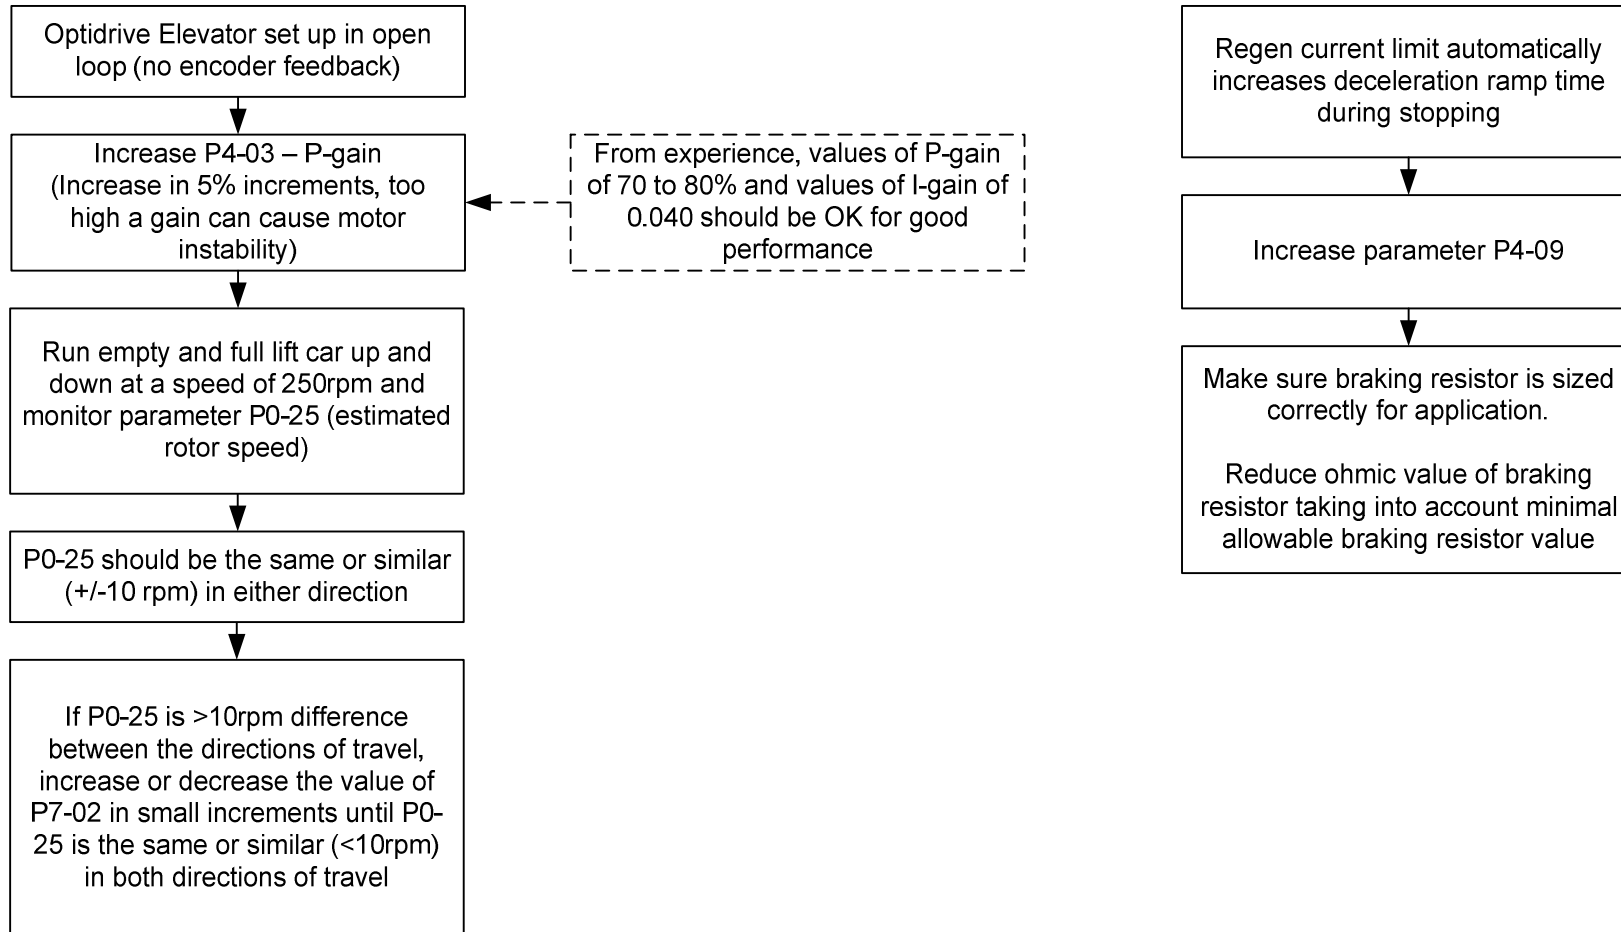 Optidrive Elevator set up in open
loop (no encoder feedback)
Increase P4-03 – P-gain
(Increase in 5% increments, too
high a gain can cause motor
instability)
From experience, values of P-gain
of 70 to 80% and values of I-gain of
0.040 should be OK for good
performance
Run empty and full lift car up and
down at a speed of 250rpm and
monitor parameter P0-25 (estimated
rotor speed)
P0-25 should be the same or similar
(+/-10 rpm) in either direction
If P0-25 is >10rpm difference
between the directions of travel,
increase or decrease the value of
P7-02 in small increments until P0-
25 is the same or similar (<10rpm)
in both directions of travel
Regen current limit automatically
increases deceleration ramp time
during stopping
Increase parameter P4-09
Make sure braking resistor is sized
correctly for application.
Reduce ohmic value of braking
resistor taking into account minimal
allowable braking resistor value